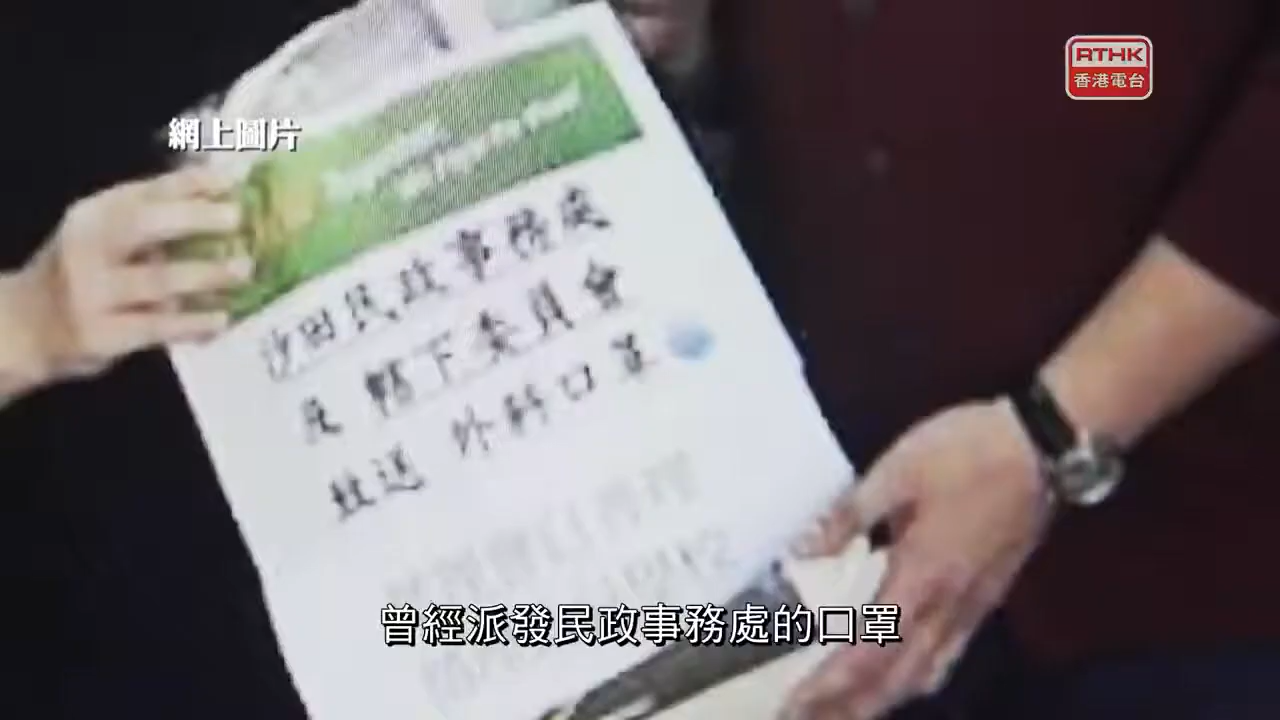 RTHK
香港電台
網上圖片
沙田民政事務處
及轄下委員會
致送 外科口罩
曾經派發民政事務處的口罩